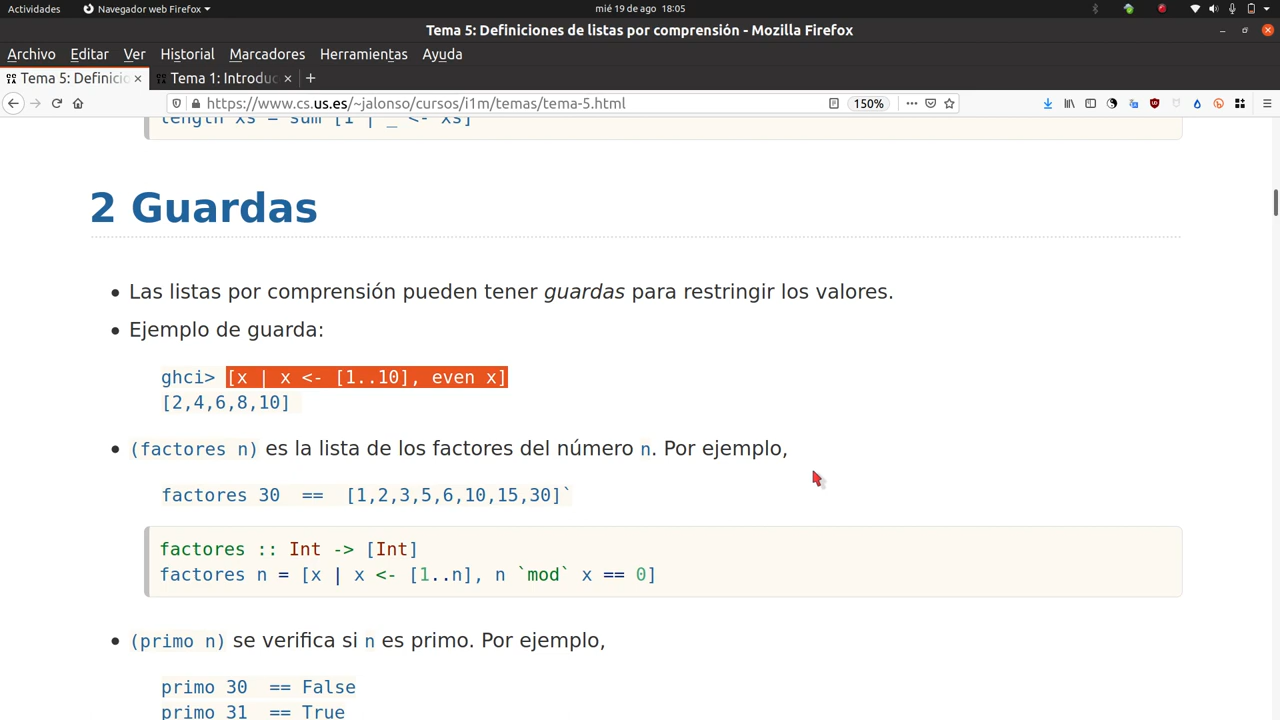 Actividades
Navegador web Firefox
mié 19 de ago  18:05
Tema 5: Definiciones de listas por comprensión - Mozilla Firefox
Archivo Editar Ver Historial Marcadores Herramientas Ayuda
Tema 5: Definicio × Tema 1: Introduc × +
https://www.cs.us.es/~jalonso/cursos/i1m/temas/tema-5.html 150%
length xs = sum [1 | _ <- xs]
2 Guardas
• Las listas por comprensión pueden tener guardas para restringir los valores.
• Ejemplo de guarda:
ghci> [x | x <- [1..10], even x]
[2,4,6,8,10]
• (factores n) es la lista de los factores del número n. Por ejemplo,
factores 30  ==  [1,2,3,5,6,10,15,30]`
factores :: Int -> [Int]
factores n = [x | x <- [1..n], n `mod` x == 0]
• (primo n) se verifica si n es primo. Por ejemplo,
primo 30  == False
primo 31  == True